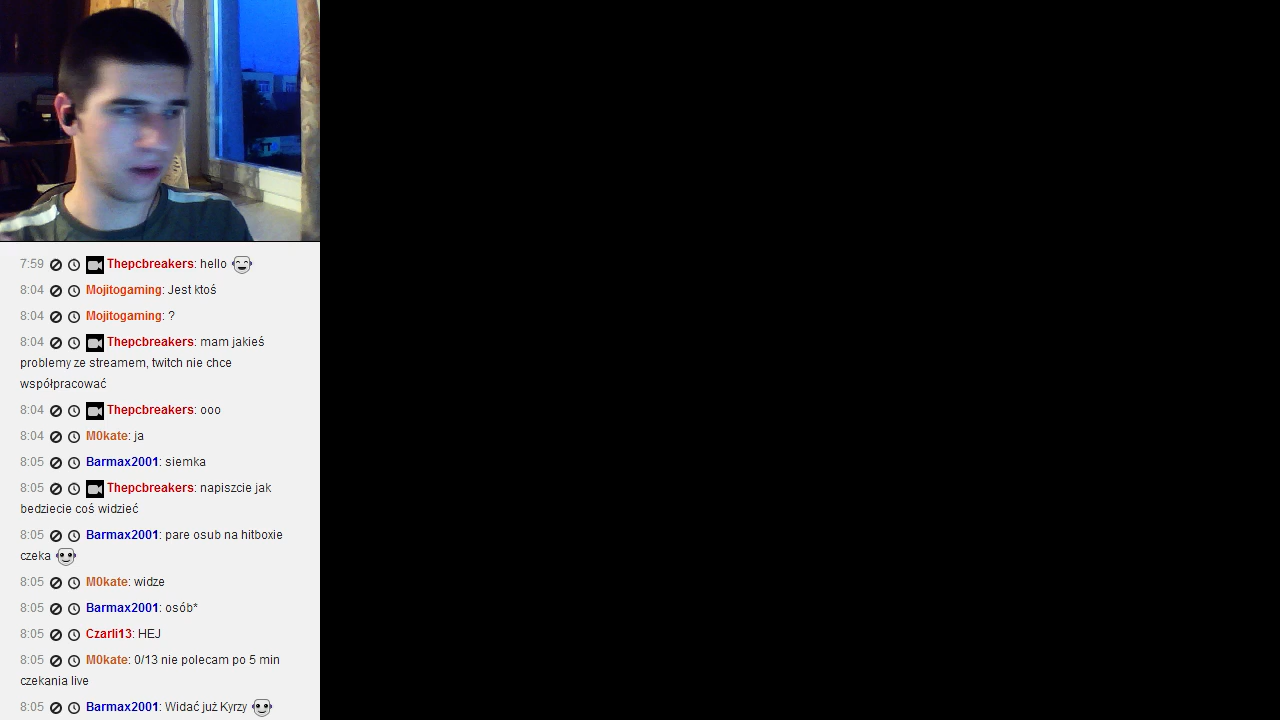 7:59 Thepcbreakers: hello
8:04 Mojitogaming: Jest ktoś
8:04 Mojitogaming: ?
8:04 Thepcbreakers: mam jakieś
problemy ze streamem, twitch nie chce
współpracować
8:04 Thepcbreakers: ooo
8:04 M0kate: ja
8:05 Barmax2001: siemka
8:05 Thepcbreakers: napiszcie jak
bedziecie coś widzieć
8:05 Barmax2001: pare osub na hitboxie
czeka
8:05 M0kate: widze
8:05 Barmax2001: osób*
8:05 Czarli13: HEJ
8:05 M0kate: 0/13 nie polecam po 5 min
czekania live
8:05 Barmax2001: Widać już Kyrzy